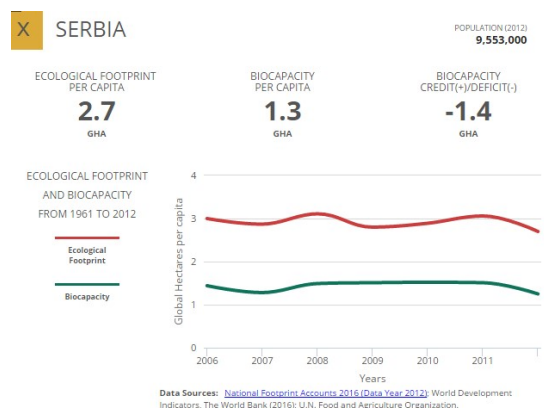 X SERBIA
POPULATION (2012)
9,553,000
ECOLOGICAL FOOTPRINT
PER CAPITA
2.7
GHA
BIOCAPACITY
PER CAPITA
1.3
GHA
BIOCAPACITY
CREDIT(+)/DEFICIT(-)
-1.4
GHA
ECOLOGICAL FOOTPRINT
AND BIOCAPACITY
FROM 1961 TO 2012
Ecological
Footprint
Biocapacity
Global Hectares per capita
4
3
2
1
0
2006 2007 2008 2009 2010 2011
Years
Data Sources: National Footprint Accounts 2016 (Data Year 2012); World Development
Indicators, The World Bank (2016); U.N. Food and Agriculture Organization.